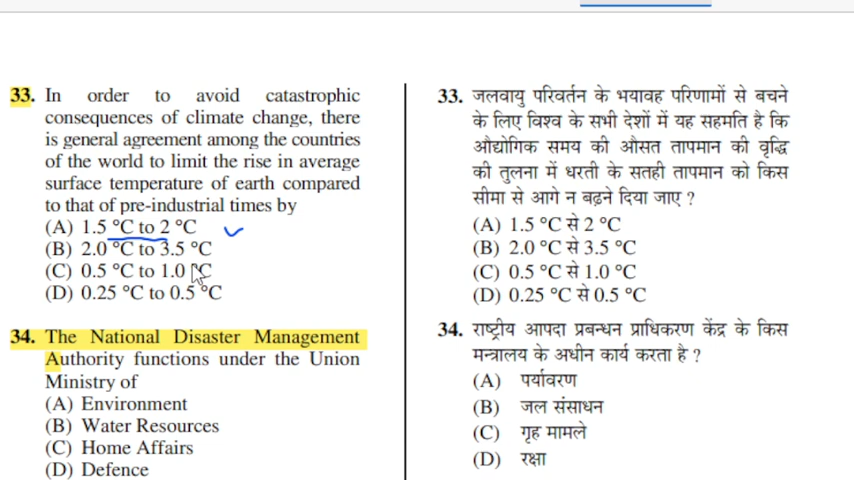 33. In order to avoid catastrophic
consequences of climate change, there
is general agreement among the countries
of the world to limit the rise in average
surface temperature of earth compared
to that of pre-industrial times by
(A) 1.5 °C to 2 °C
(B) 2.0 °C to 3.5 °C
(C) 0.5 °C to 1.0 °C
(D) 0.25 °C to 0.5 °C
34. The National Disaster Management
Authority functions under the Union
Ministry of
(A) Environment
(B) Water Resources
(C) Home Affairs
(D) Defence
33. जलवायु परिवर्तन के भयावह परिणामों से बचने
के लिए विश्व के सभी देशों में यह सहमति है कि
औद्योगिक समय की औसत तापमान की वृद्धि
की तुलना में धरती के सतही तापमान को किस
सीमा से आगे न बढ़ने दिया जाए ?
(A) 1.5 °C से 2 °C
(B) 2.0 °C से 3.5 °C
(C) 0.5 °C से 1.0 °C
(D) 0.25 °C से 0.5 °C
34. राष्ट्रीय आपदा प्रबन्धन प्राधिकरण केंद्र के किस
मन्त्रालय के अधीन कार्य करता है ?
(A) पर्यावरण
(B) जल संसाधन
(C) गृह मामले
(D) रक्षा